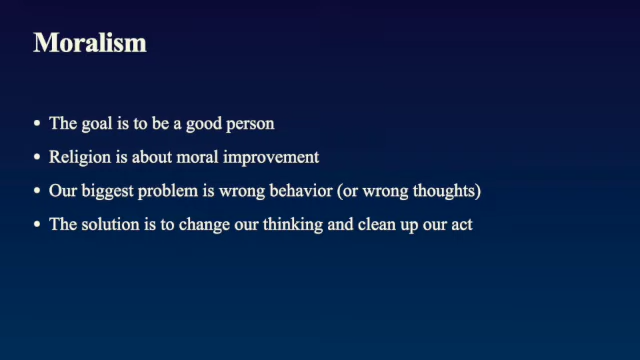 Moralism
• The goal is to be a good person
• Religion is about moral improvement
• Our biggest problem is wrong behavior (or wrong thoughts)
• The solution is to change our thinking and clean up our act